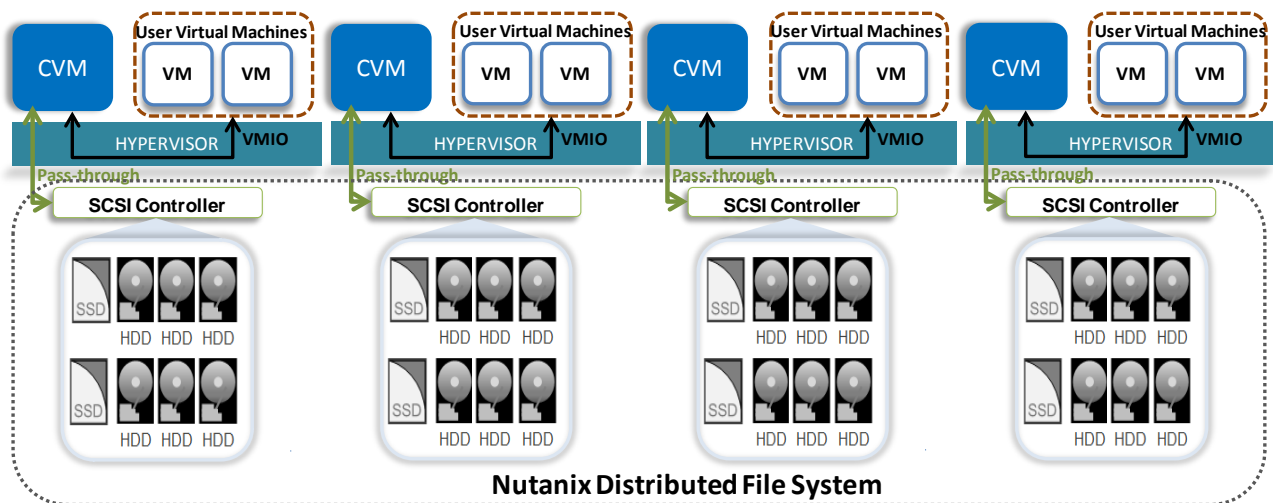 User Virtual Machines User Virtual Machines User Virtual Machines User Virtual Machines
CVM VM VM CVM VM VM CVM VM VM CVM VM VM
HYPERVISOR VMIO HYPERVISOR VMIO HYPERVISOR VMIO HYPERVISOR VMIO
Pass-through Pass-through Pass-through Pass-through
SCSI Controller SCSI Controller SCSI Controller SCSI Controller
SSD SSD SSD SSD
HDD HDD HDD HDD HDD HDD HDD HDD HDD HDD HDD HDD
SSD SSD SSD SSD
HDD HDD HDD HDD HDD HDD HDD HDD HDD HDD HDD HDD
Nutanix Distributed File System